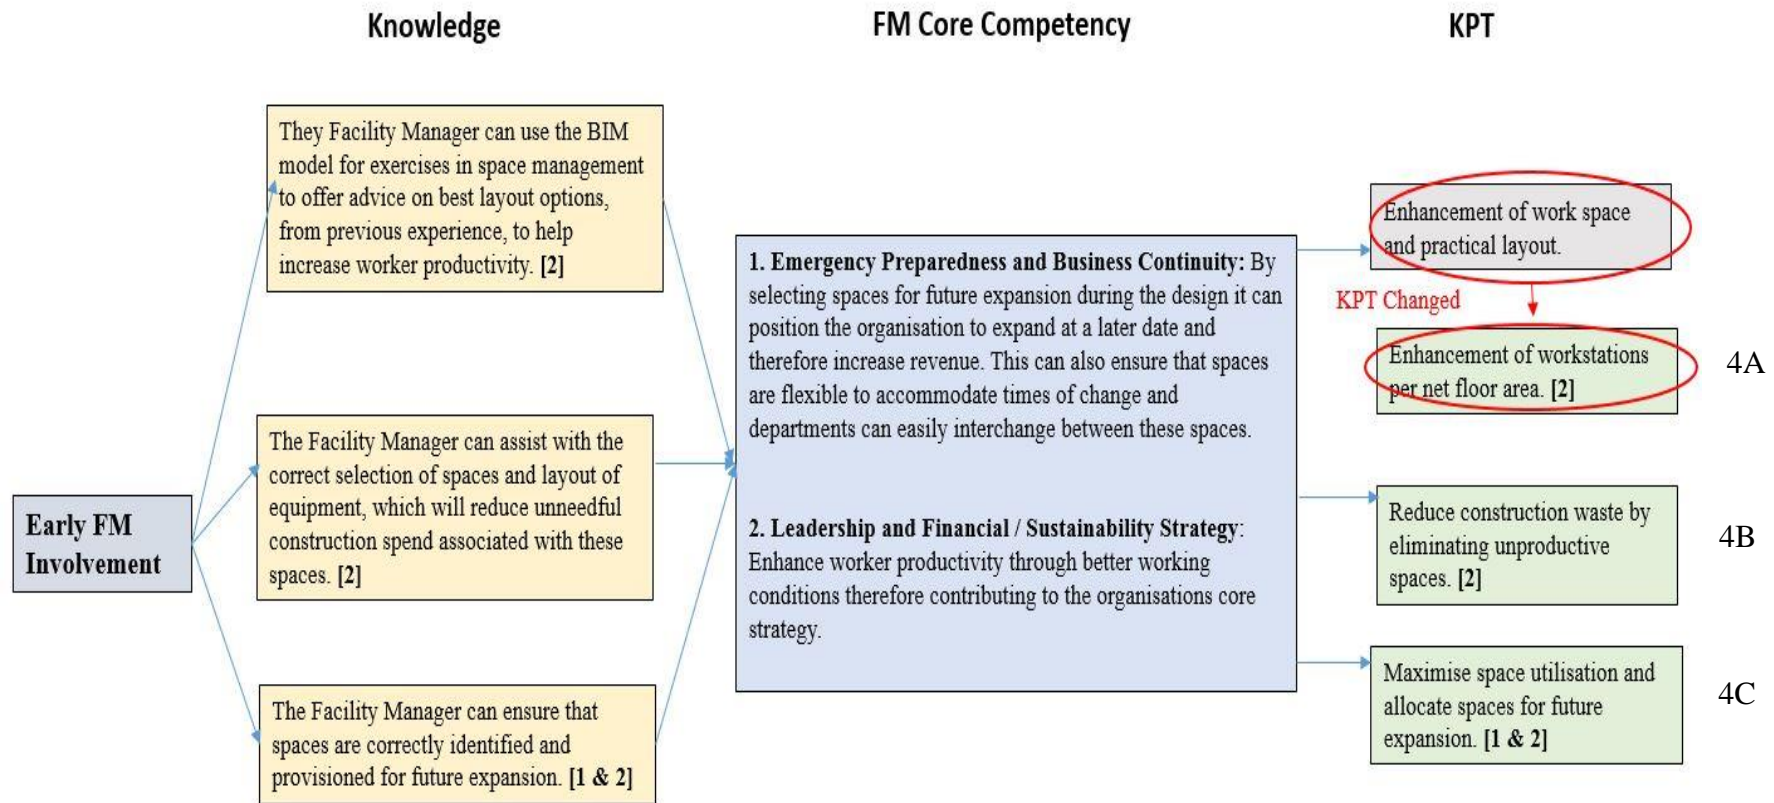 Knowledge
FM Core Competency
KPT
Early FM
Involvement
They Facility Manager can use the BIM
model for exercises in space management
to offer advice on best layout options,
from previous experience, to help
increase worker productivity. [2]
The Facility Manager can assist with the
correct selection of spaces and layout of
equipment, which will reduce unneedful
construction spend associated with these
spaces. [2]
The Facility Manager can ensure that
spaces are correctly identified and
provisioned for future expansion. [1 & 2]
1. Emergency Preparedness and Business Continuity: By
selecting spaces for future expansion during the design it can
position the organisation to expand at a later date and
therefore increase revenue. This can also ensure that spaces
are flexible to accommodate times of change and
departments can easily interchange between these spaces.
2. Leadership and Financial / Sustainability Strategy:
Enhance worker productivity through better working
conditions therefore contributing to the organisations core
strategy.
Enhancement of work space
and practical layout.
KPT Changed
Enhancement of workstations
per net floor area. [2]
4A
Reduce construction waste by
eliminating unproductive
spaces. [2]
4B
Maximise space utilisation and
allocate spaces for future
expansion. [1 & 2]
4C